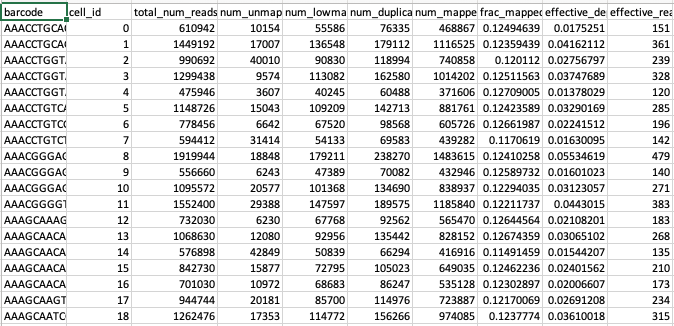 barcode cell_id total_num_reads num_unmap num_lowma num_duplica num_mappe frac_mapped effective_de effective_rea
AAACCTGCA 0 610942 10154 55586 76335 468867 0.12494639 0.0175251 151
AAACCTGCA 1 1449192 17007 136548 179112 1116525 0.12359439 0.04162112 361
AAACCTGGT 2 990692 40010 90830 118994 740858 0.120112 0.02756797 239
AAACCTGGT 3 1299438 9574 113082 162580 1014202 0.12511563 0.03747689 328
AAACCTGGT 4 475946 3607 40245 60488 371606 0.12709005 0.01378029 120
AAACCTGTC 5 1148726 15043 109209 142713 881761 0.12423589 0.03290169 285
AAACCTGTC 6 778456 6642 67520 98568 605726 0.12661987 0.02241512 196
AAACCTGTC 7 594412 31414 54133 69583 439282 0.1170619 0.01630095 142
AAACGGGAG 8 1919944 18848 179211 238270 1483615 0.12410258 0.05534619 479
AAACGGGAG 9 556660 6243 47389 70082 432946 0.12589732 0.01601023 140
AAACGGGAG 10 1095572 20577 101368 134690 838937 0.12294035 0.03123057 271
AAACGGGGT 11 1552400 29388 147597 189575 1185840 0.12211737 0.0443015 383
AAAGCAAAG 12 732030 6230 67768 92562 565470 0.12644564 0.02108201 183
AAAGCAACA 13 1068630 12080 92956 135442 828152 0.12674359 0.03065102 268
AAAGCAACA 14 576898 42849 50839 66294 416916 0.11491459 0.01544207 135
AAAGCAACA 15 842730 15877 72795 105023 649035 0.12462236 0.02401562 210
AAAGCAACA 16 701030 10972 68683 86247 535128 0.12302897 0.02006607 173
AAAGCAAGT 17 944744 20181 85700 114976 723887 0.12170069 0.02691208 234
AAAGCAATC 18 1262476 17353 114772 156266 974085 0.1237774 0.03610018 315